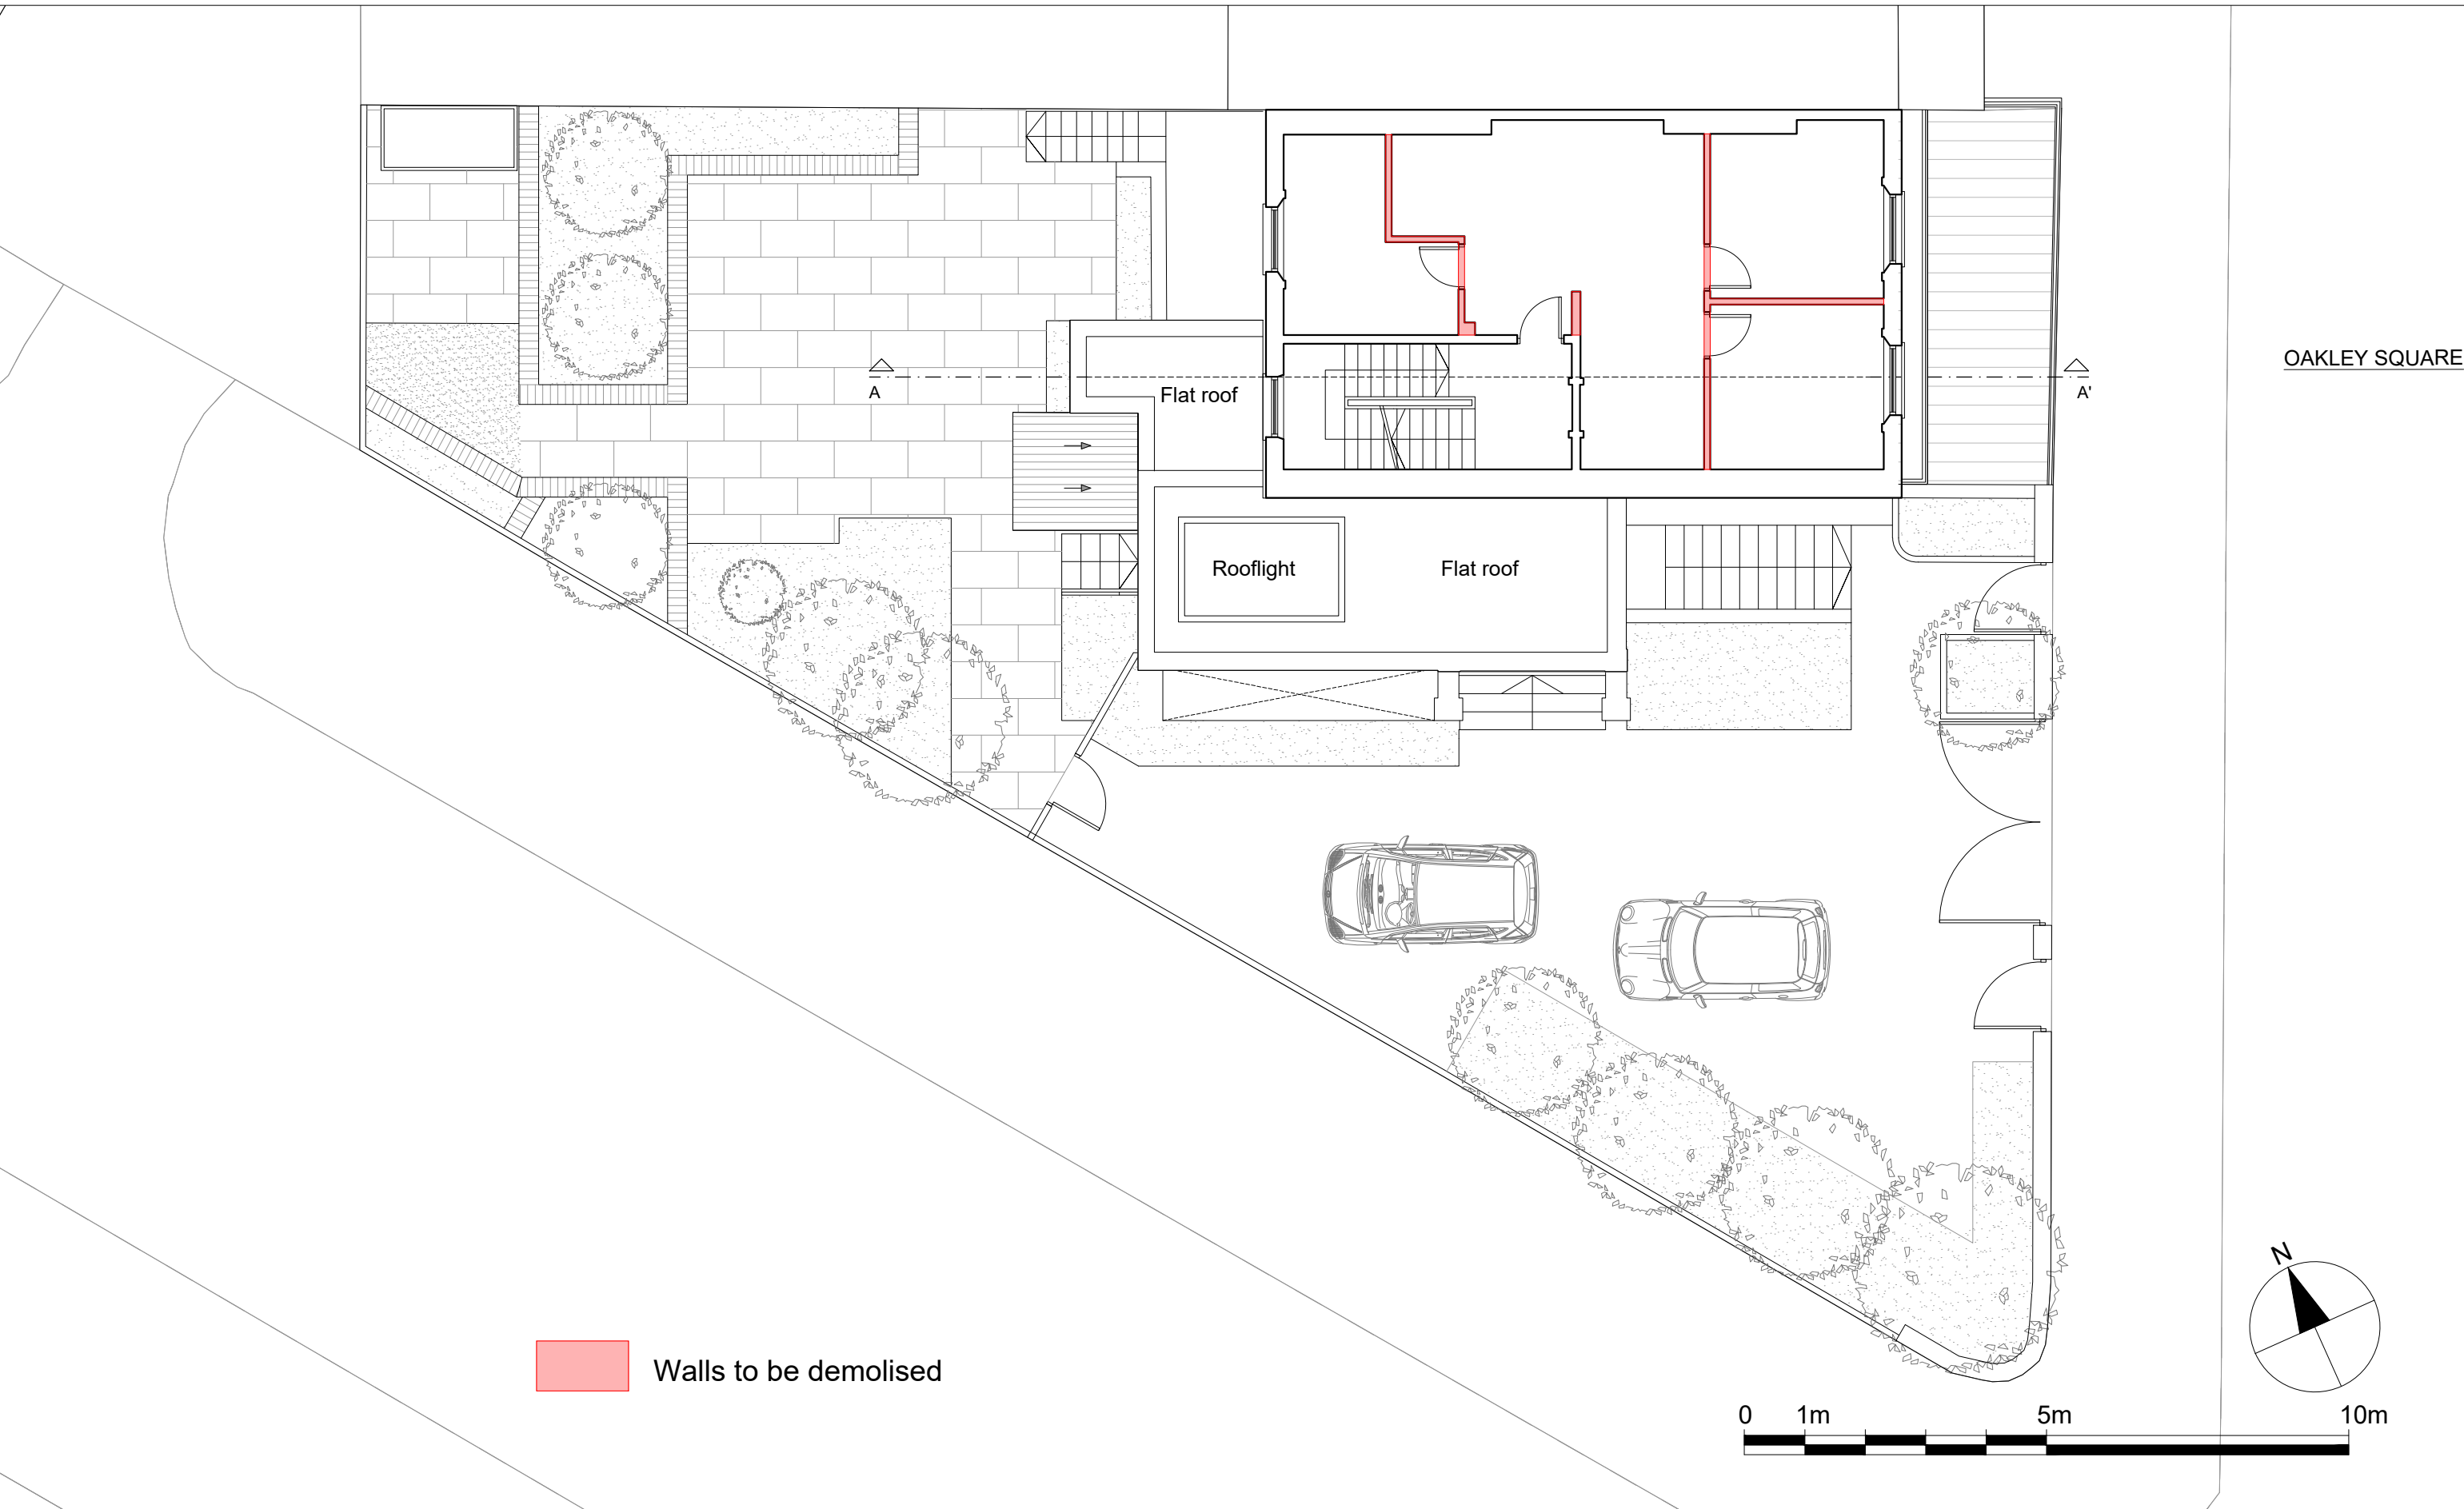 OAKLEY SQUARE
A
Flat roof
A'
Rooflight
Flat roof
N
Walls to be demolised
0 1m 5m 10m